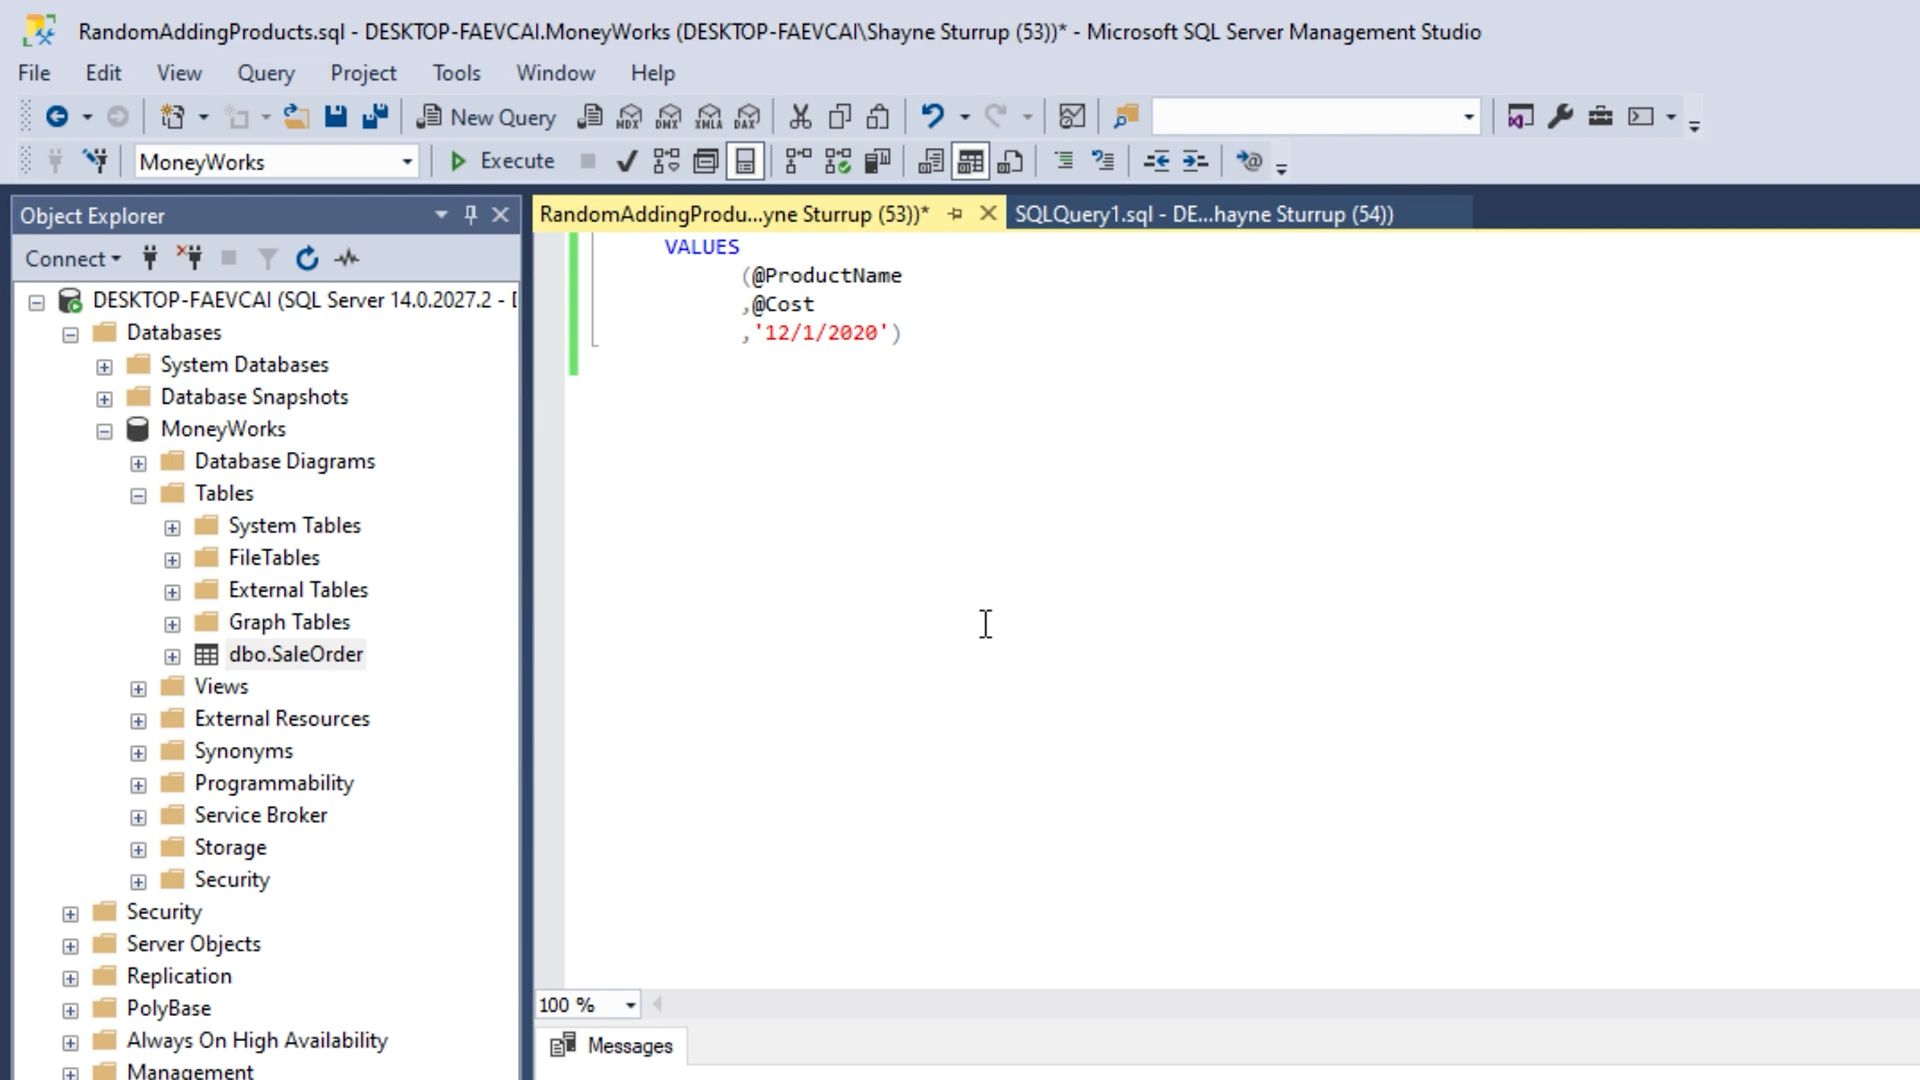 RandomAddingProducts.sql - DESKTOP-FAEVCAI.MoneyWorks (DESKTOP-FAEVCAI\Shayne Sturrup (53))* - Microsoft SQL Server Management Studio
File Edit View Query Project Tools Window Help
New Query MDX DMX XMLA DAX
MoneyWorks Execute
Object Explorer
RandomAddingProdu...yne Sturrup (53))* SQLQuery1.sql - DE...hayne Sturrup (54))
Connect
VALUES
(@ProductName
,@Cost
,'12/1/2020')
DESKTOP-FAEVCAI (SQL Server 14.0.2027.2 - D
Databases
System Databases
Database Snapshots
MoneyWorks
Database Diagrams
Tables
System Tables
FileTables
External Tables
Graph Tables
dbo.SaleOrder
Views
External Resources
Synonyms
Programmability
Service Broker
Storage
Security
Security
Server Objects
Replication
PolyBase
Always On High Availability
Management
100 %
Messages